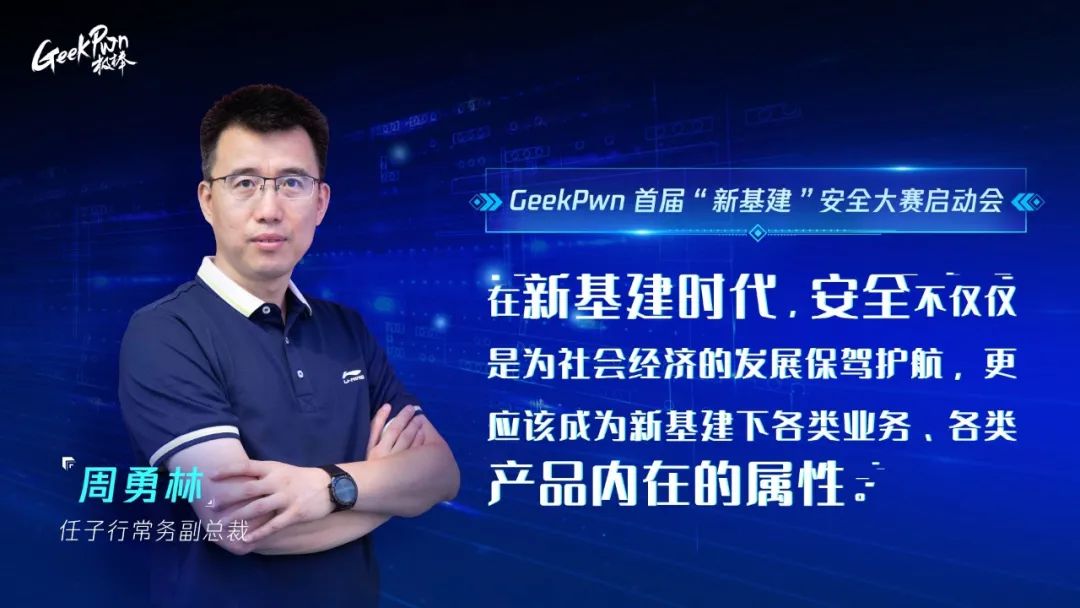 GeekPwn
极棒
GeekPwn 首届“新基建”安全大赛启动会
在新基建时代，安全不仅仅
是为社会经济的发展保驾护航，更
应该成为新基建下各类业务、各类
产品内在的属性。
LI-NING
周勇林
任子行常务副总裁